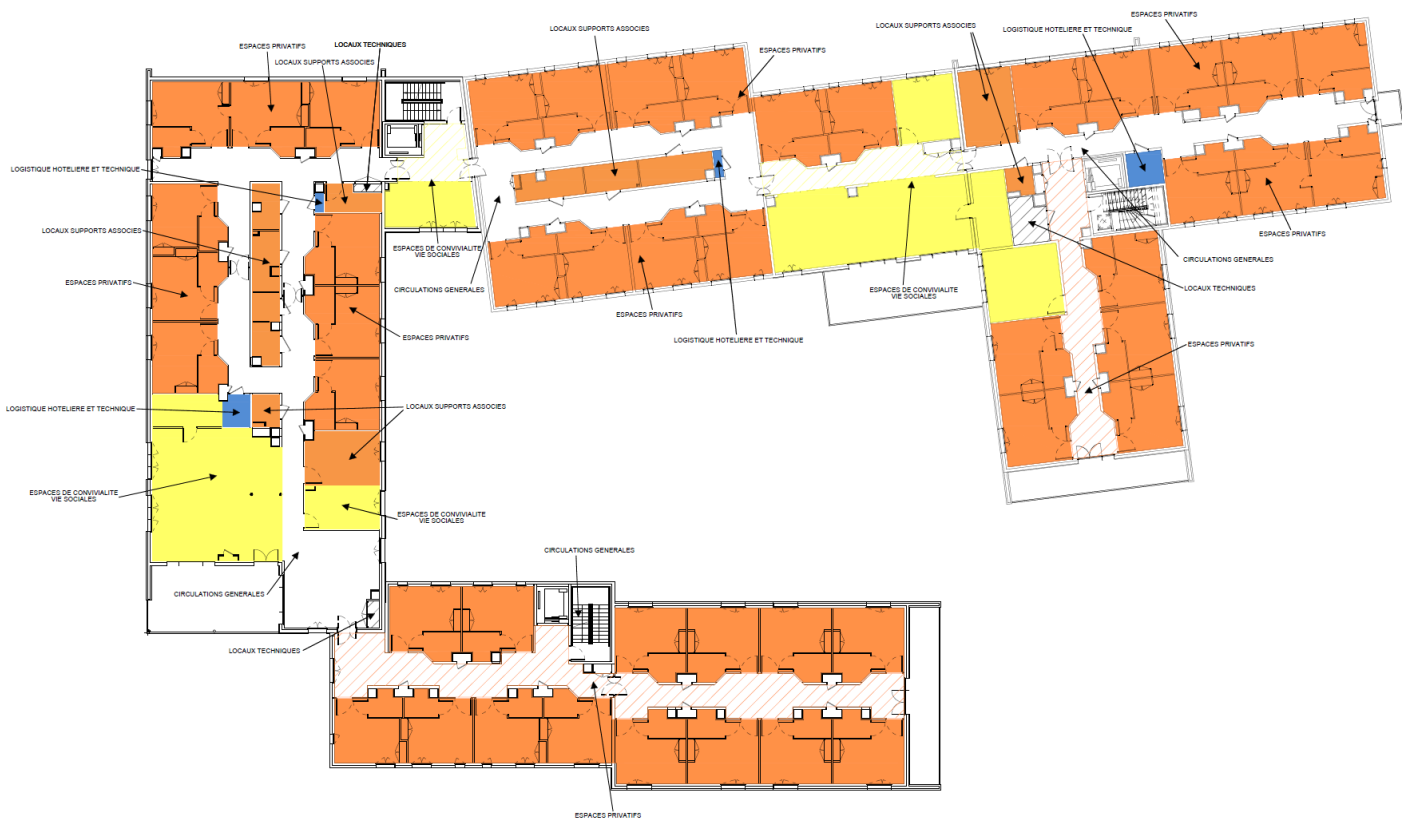 ESPACES PRIVATIFS
LOCAUX SUPPORTS ASSOCIES
LOCAUX SUPPORTS ASSOCIES
LOGISTIQUE HOTELIERE ET TECHNIQUE
ESPACES PRIVATIFS
LOCAUX TECHNIQUES
ESPACES PRIVATIFS
LOCAUX SUPPORTS ASSOCIES
LOGISTIQUE HOTELIERE ET TECHNIQUE
LOCAUX SUPPORTS ASSOCIES
ESPACES PRIVATIFS
ESPACES DE CONVIVIALITE
VIE SOCIALES
CIRCULATIONS GENERALES
ESPACES PRIVATIFS
ESPACES DE CONVIVIALITE
VIE SOCIALES
ESPACES PRIVATIFS
CIRCULATIONS GENERALES
LOCAUX TECHNIQUES
ESPACES PRIVATIFS
LOGISTIQUE HOTELIERE ET TECHNIQUE
ESPACES PRIVATIFS
ESPACES PRIVATIFS
LOGISTIQUE HOTELIERE ET TECHNIQUE
LOCAUX SUPPORTS ASSOCIES
ESPACES DE CONVIVIALITE
VIE SOCIALES
ESPACES DE CONVIVIALITE
VIE SOCIALES
CIRCULATIONS GENERALES
CIRCULATIONS GENERALES
LOCAUX TECHNIQUES
ESPACES PRIVATIFS